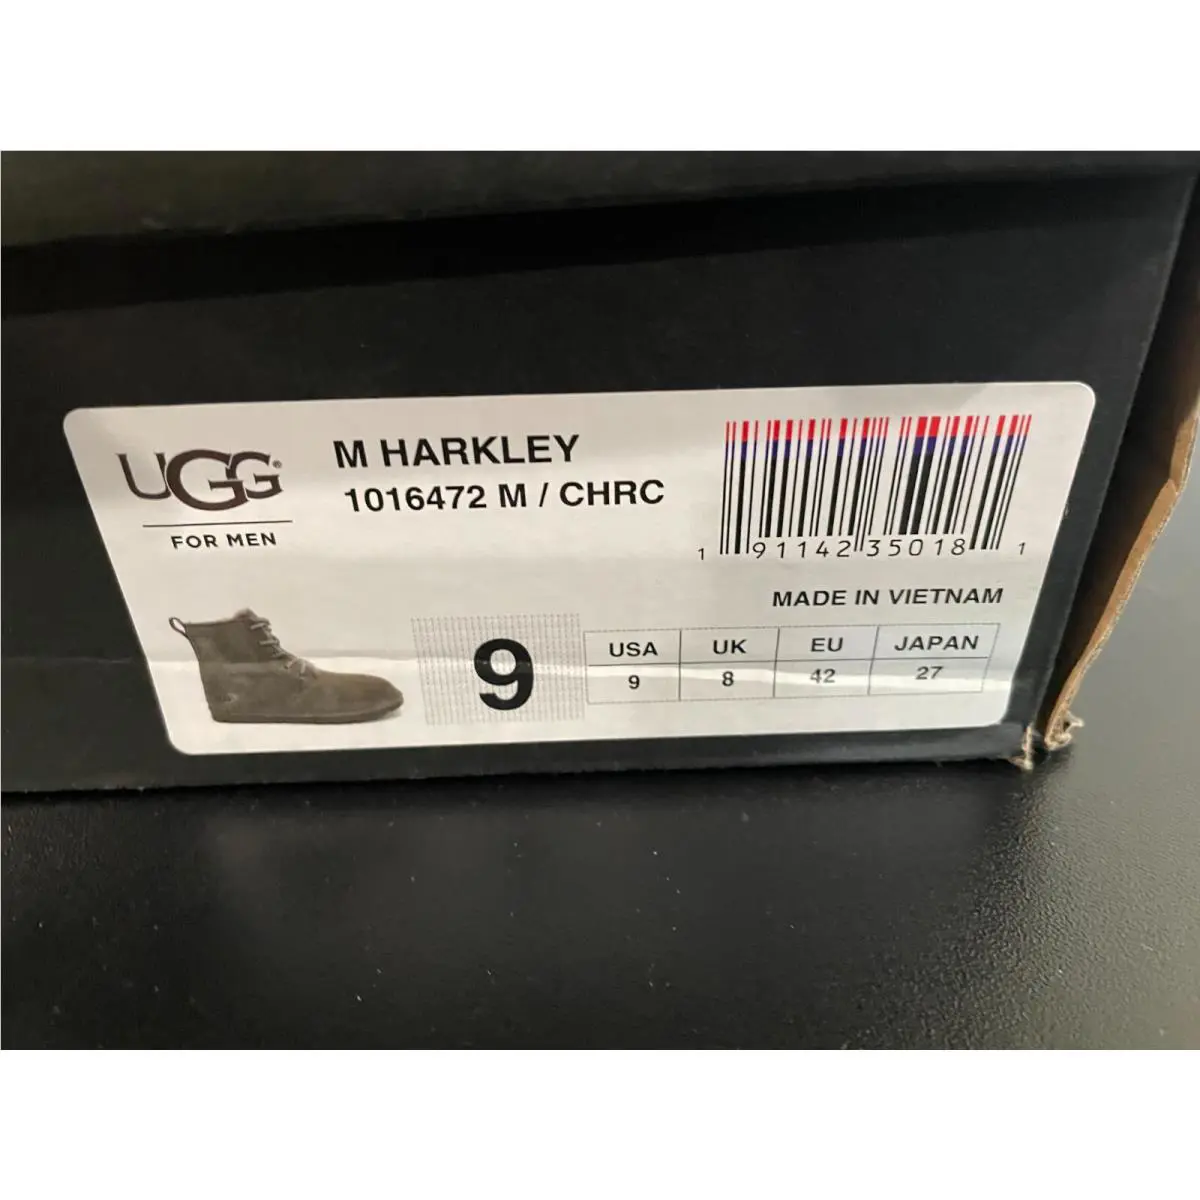 UGG®
FOR MEN
M HARKLEY
1016472 M / CHRC
1 91142 35018 1
MADE IN VIETNAM
9
USA UK EU JAPAN
9 8 42 27